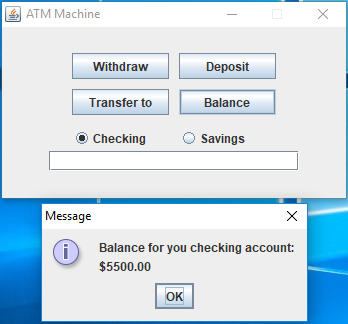 ATM Machine
Withdraw Deposit
Transfer to Balance
Checking Savings
Message
Balance for you checking account:
$5500.00
OK